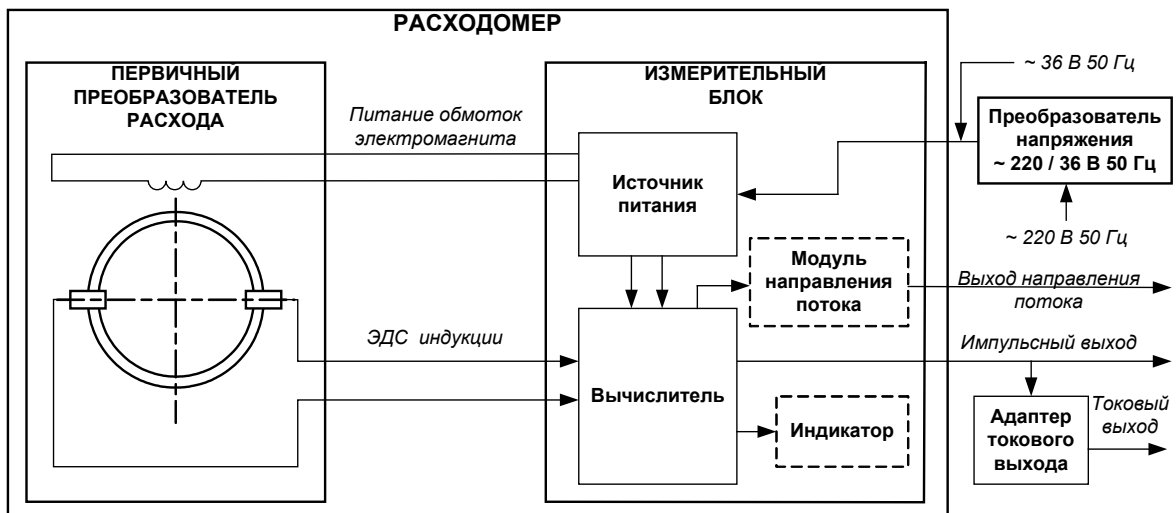 РАСХОДОМЕР
ПЕРВИЧНЫЙ
ПРЕОБРАЗОВАТЕЛЬ
РАСХОДА
Питание обмоток
электромагнита
ИЗМЕРИТЕЛЬНЫЙ
БЛОК
~ 36 В 50 Гц
Преобразователь
напряжения
~ 220 / 36 В 50 Гц
~ 220 В 50 Гц
Источник
питания
Модуль
направления
потока
Выход направления
потока
ЭДС индукции
Вычислитель
Импульсный выход
Индикатор
Адаптер
токового
выхода
Токовый
выход